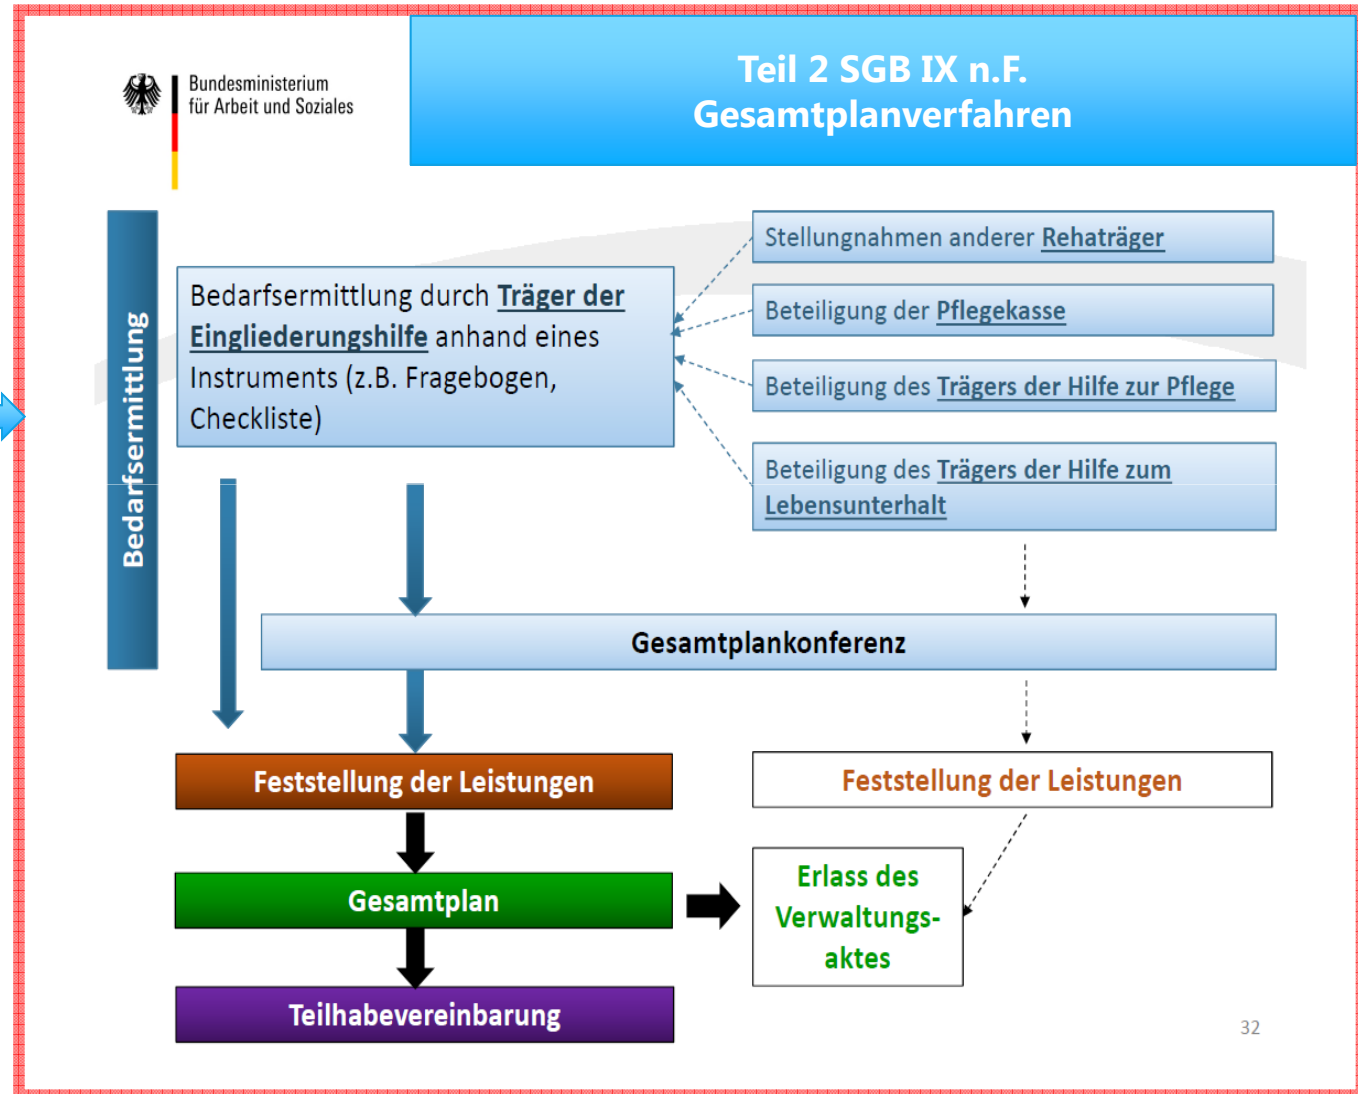 Bundesministerium
für Arbeit und Soziales
Teil 2 SGB IX n.F.
Gesamtplanverfahren
Bedarfsermittlung
Bedarfsermittlung durch Träger der
Eingliederungshilfe anhand eines
Instruments (z.B. Fragebogen,
Checkliste)
Stellungnahmen anderer Rehaträger
Beteiligung der Pflegekasse
Beteiligung des Trägers der Hilfe zur Pflege
Beteiligung des Trägers der Hilfe zum
Lebensunterhalt
Gesamtplankonferenz
Feststellung der Leistungen
Feststellung der Leistungen
Gesamtplan
Erlass des
Verwaltungs-
aktes
Teilhabevereinbarung
32